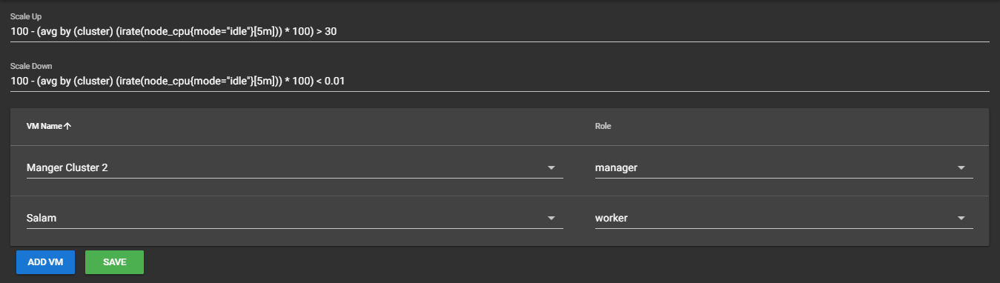 Scale Up
100 - (avg by (cluster) (irate(node_cpu{mode="idle"}[5m])) * 100) > 30
Scale Down
100 - (avg by (cluster) (irate(node_cpu{mode="idle"}[5m])) * 100) < 0.01
VM Name↑ Role
Manger Cluster 2 manager
Salam worker
ADD VM SAVE